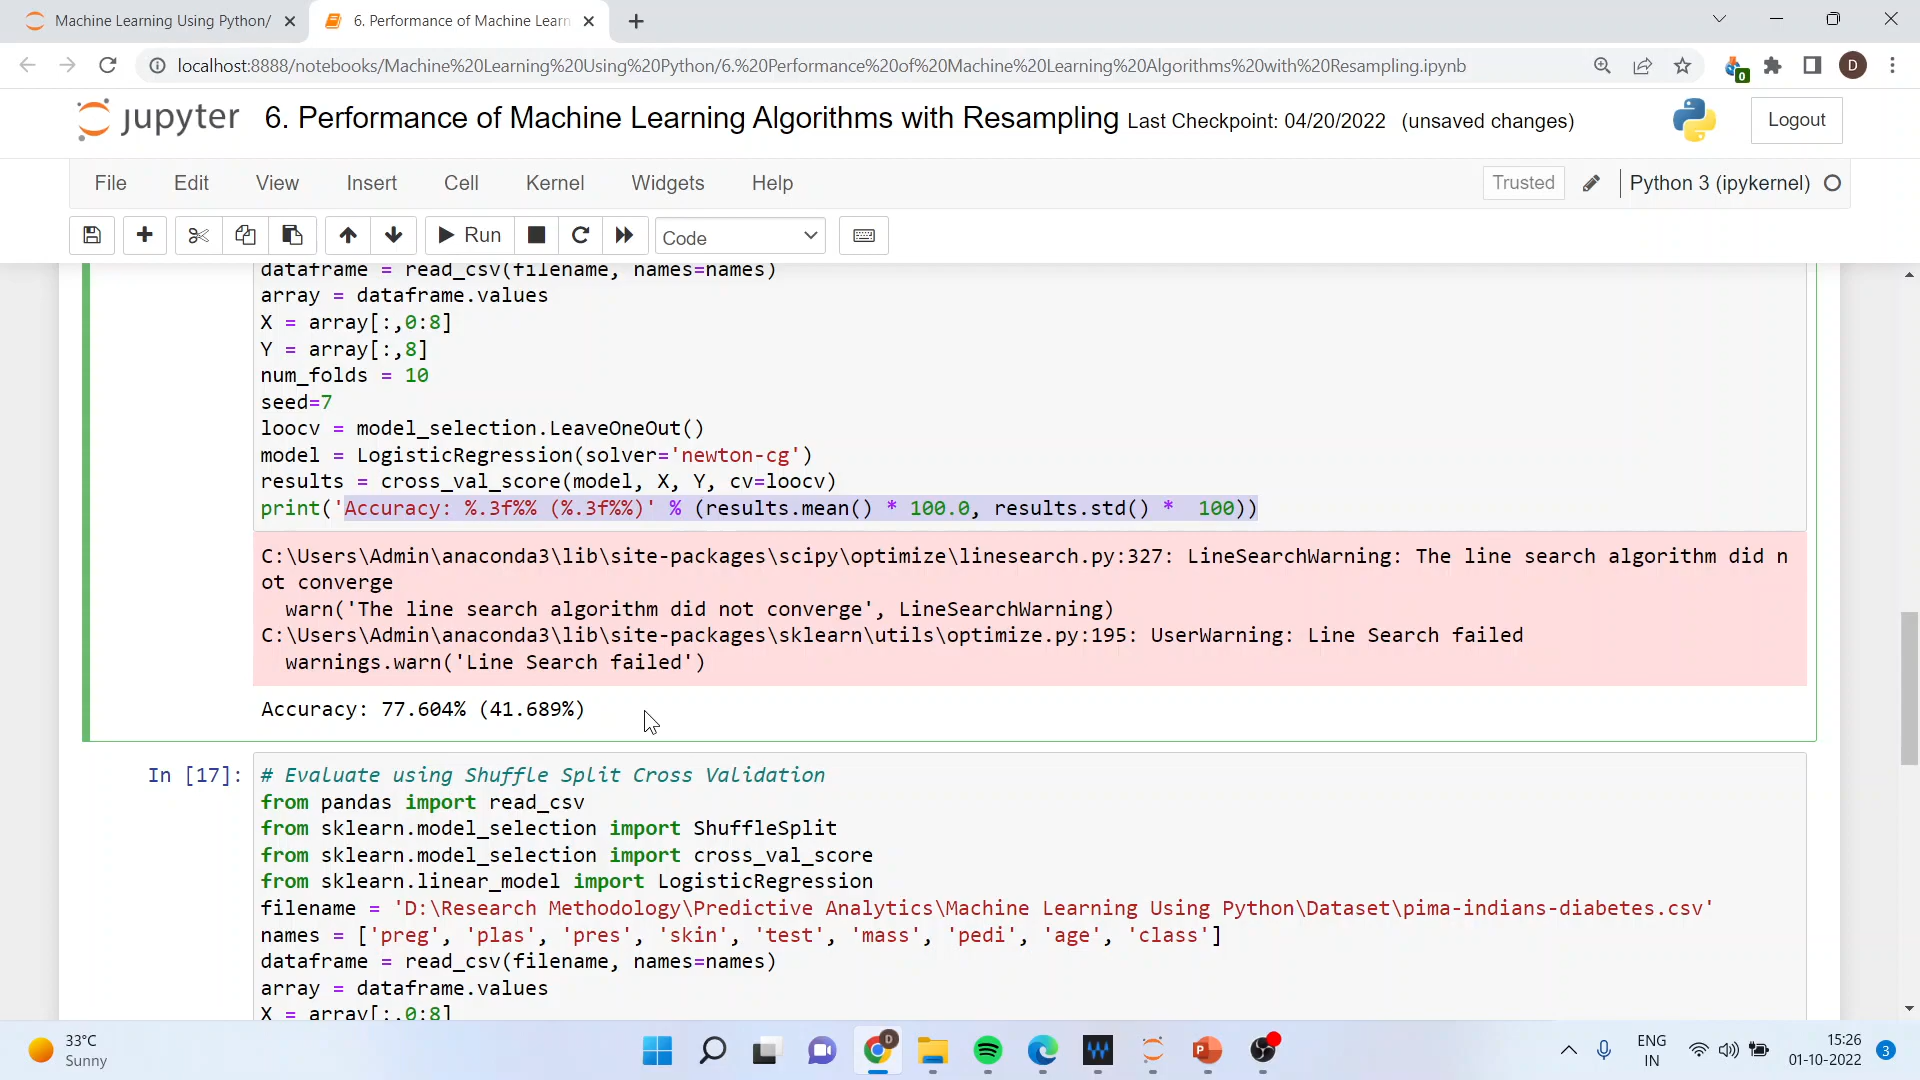 Machine Learning Using Python/
6. Performance of Machine Learn
localhost:8888/notebooks/Machine%20Learning%20Using%20Python/6.%20Performance%20of%20Machine%20Learning%20Algorithms%20with%20Resampling.ipynb
0
D
jupyter 6. Performance of Machine Learning Algorithms with Resampling Last Checkpoint: 04/20/2022 (unsaved changes)
Logout
File Edit View Insert Cell Kernel Widgets Help
Trusted
Python 3 (ipykernel)
Run
Code
dataframe = read_csv(filename, names=names)
array = dataframe.values
X = array[:,0:8]
Y = array[:,8]
num_folds = 10
seed=7
loocv = model_selection.LeaveOneOut()
model = LogisticRegression(solver='newton-cg')
results = cross_val_score(model, X, Y, cv=loocv)
print('Accuracy: %.3f%% (%.3f%%)' % (results.mean() * 100.0, results.std() *  100))
C:\Users\Admin\anaconda3\lib\site-packages\scipy\optimize\linesearch.py:327: LineSearchWarning: The line search algorithm did n
ot converge
  warn('The line search algorithm did not converge', LineSearchWarning)
C:\Users\Admin\anaconda3\lib\site-packages\sklearn\utils\optimize.py:195: UserWarning: Line Search failed
  warnings.warn('Line Search failed')
Accuracy: 77.604% (41.689%)
In [17]: # Evaluate using Shuffle Split Cross Validation
from pandas import read_csv
from sklearn.model_selection import ShuffleSplit
from sklearn.model_selection import cross_val_score
from sklearn.linear_model import LogisticRegression
filename = 'D:\Research Methodology\Predictive Analytics\Machine Learning Using Python\Dataset\pima-indians-diabetes.csv'
names = ['preg', 'plas', 'pres', 'skin', 'test', 'mass', 'pedi', 'age', 'class']
dataframe = read_csv(filename, names=names)
array = dataframe.values
X = array[:,0:8]
33°C
Sunny
D
P
ENG
IN
15:26
01-10-2022
3